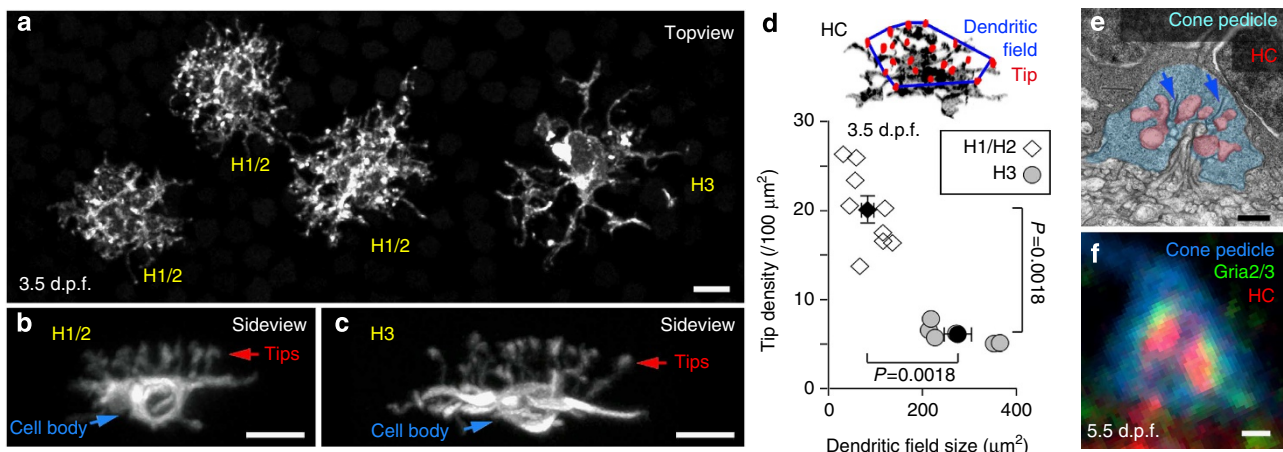 a
Topview
H1/2
H3
H1/2
H1/2
3.5 d.p.f.
b
H1/2
Sideview
Tips
Cell body
c
H3
Sideview
Tips
Cell body
d
HC
Dendritic
field
Tip
3.5 d.p.f.
H1/H2
H3
Tip density (/100 μm²)
30
20
10
0
P=0.0018
P=0.0018
0
200
400
Dendritic field size (μm²)
e
Cone pedicle
HC
f
Cone pedicle
Gria2/3
HC
5.5 d.p.f.